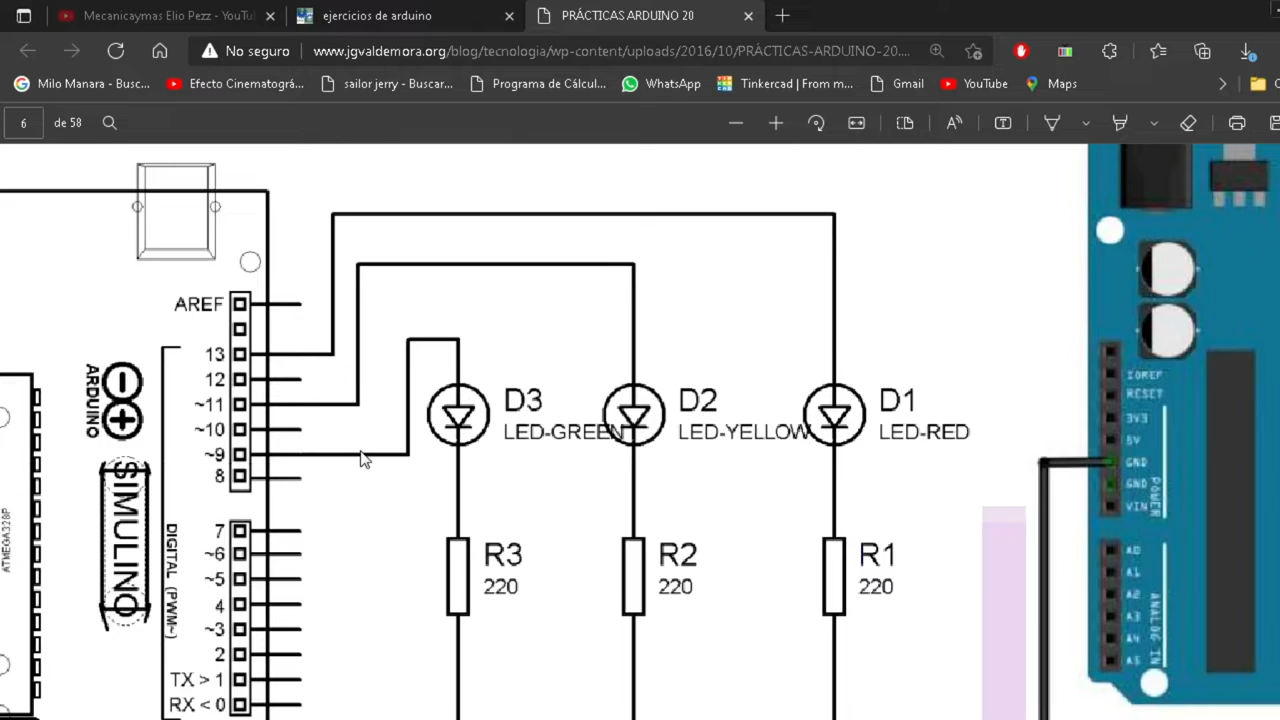 Mecanicaymas Elio Pezz - YouTu
ejercicios de arduino
PRÁCTICAS ARDUINO 20
No seguro
www.jgvaldemora.org/blog/tecnologia/wp-content/uploads/2016/10/PRÁCTICAS-ARDUINO-20....
Milo Manara - Busc...
Efecto Cinematográ...
sailor jerry - Buscar...
Programa de Cálcul...
WhatsApp
Tinkercad | From m...
Gmail
YouTube
Maps
6
de 58
AREF
13
12
~11
~10
~9
8
7
~6
~5
4
~3
2
TX > 1
RX < 0
ARDUINO
SIMULINO
ATMEGA328P
DIGITAL (PWM~)
D3
LED-GREEN
D2
LED-YELLOW
D1
LED-RED
R3
220
R2
220
R1
220
IOREF
RESET
3V3
5V
GND
GND
VIN
POWER
A0
A1
A2
A3
A4
A5
ANALOG IN